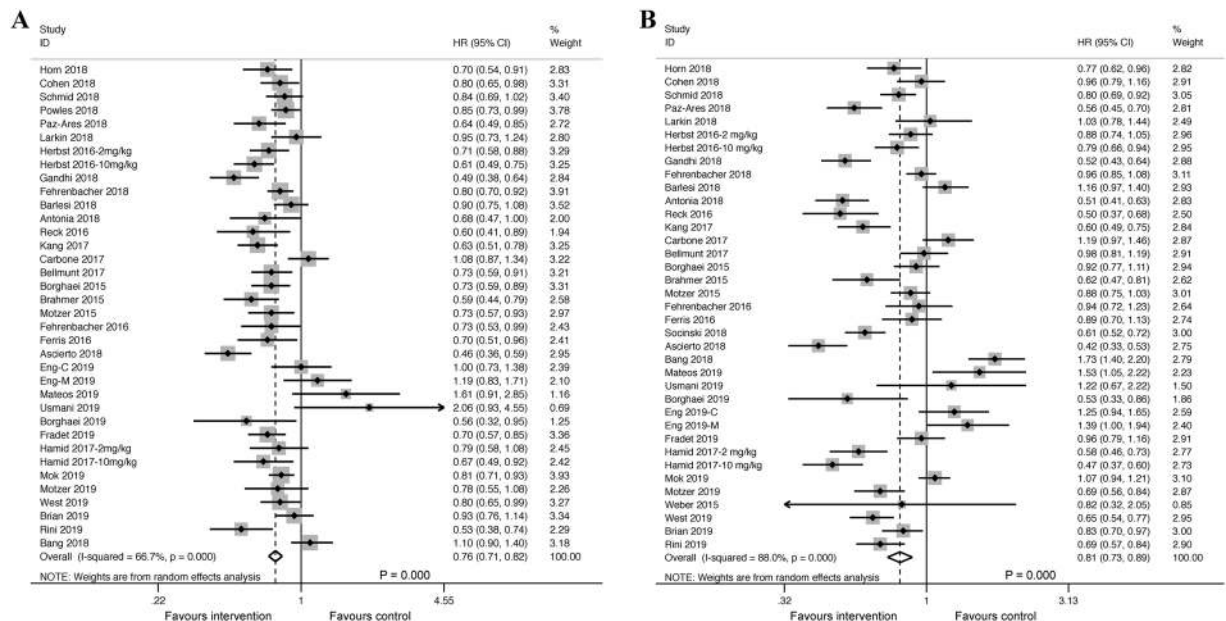 A
Study
ID HR (95% CI) % Weight
Horn 2018 0.70 (0.54, 0.91) 2.83
Cohen 2018 0.80 (0.65, 0.98) 3.31
Schmid 2018 0.84 (0.69, 1.02) 3.40
Powles 2018 0.85 (0.73, 0.99) 3.78
Paz-Ares 2018 0.64 (0.49, 0.85) 2.72
Larkin 2018 0.95 (0.73, 1.24) 2.80
Herbst 2016-2mg/kg 0.71 (0.58, 0.88) 3.29
Herbst 2016-10mg/kg 0.61 (0.49, 0.75) 3.25
Gandhi 2018 0.49 (0.38, 0.64) 2.84
Fehrenbacher 2018 0.80 (0.70, 0.92) 3.91
Barlesi 2018 0.90 (0.75, 1.08) 3.52
Antonia 2018 0.68 (0.47, 1.00) 2.00
Reck 2016 0.60 (0.41, 0.89) 1.94
Kang 2017 0.63 (0.51, 0.78) 3.25
Carbone 2017 1.08 (0.87, 1.34) 3.22
Bellmunt 2017 0.73 (0.59, 0.91) 3.21
Borghaei 2015 0.73 (0.59, 0.89) 3.31
Brahmer 2015 0.59 (0.44, 0.79) 2.58
Motzer 2015 0.73 (0.57, 0.93) 2.97
Fehrenbacher 2016 0.73 (0.53, 0.99) 2.43
Ferris 2016 0.70 (0.51, 0.96) 2.41
Ascierto 2018 0.46 (0.36, 0.59) 2.95
Eng-C 2019 1.00 (0.73, 1.38) 2.39
Eng-M 2019 1.19 (0.83, 1.71) 2.10
Mateos 2019 1.61 (0.91, 2.85) 1.16
Usmani 2019 2.06 (0.93, 4.55) 0.69
Borghaei 2019 0.56 (0.32, 0.95) 1.25
Fradet 2019 0.70 (0.57, 0.85) 3.36
Hamid 2017-2mg/kg 0.79 (0.58, 1.08) 2.45
Hamid 2017-10mg/kg 0.67 (0.49, 0.92) 2.42
Mok 2019 0.81 (0.71, 0.93) 3.93
Motzer 2019 0.78 (0.55, 1.08) 2.26
West 2019 0.80 (0.65, 0.99) 3.27
Brian 2019 0.93 (0.76, 1.14) 3.34
Rini 2019 0.53 (0.38, 0.74) 2.29
Bang 2018 1.10 (0.90, 1.40) 3.18
Overall (I-squared = 66.7%, p = 0.000) 0.76 (0.71, 0.82) 100.00
NOTE: Weights are from random effects analysis P = 0.000
.22 1 4.55
Favours intervention Favours control
B
Study
ID HR (95% CI) % Weight
Horn 2018 0.77 (0.62, 0.96) 2.82
Cohen 2018 0.96 (0.79, 1.16) 2.91
Schmid 2018 0.80 (0.69, 0.92) 3.05
Paz-Ares 2018 0.56 (0.45, 0.70) 2.81
Larkin 2018 1.03 (0.78, 1.44) 2.49
Herbst 2016-2 mg/kg 0.88 (0.74, 1.05) 2.96
Herbst 2016-10 mg/kg 0.79 (0.66, 0.94) 2.95
Gandhi 2018 0.52 (0.43, 0.64) 2.88
Fehrenbacher 2018 0.96 (0.85, 1.08) 3.11
Barlesi 2018 1.16 (0.97, 1.40) 2.93
Antonia 2018 0.51 (0.41, 0.63) 2.83
Reck 2016 0.50 (0.37, 0.68) 2.50
Kang 2017 0.60 (0.49, 0.75) 2.84
Carbone 2017 1.19 (0.97, 1.46) 2.87
Bellmunt 2017 0.98 (0.81, 1.19) 2.91
Borghaei 2015 0.92 (0.77, 1.11) 2.94
Brahmer 2015 0.62 (0.47, 0.81) 2.62
Motzer 2015 0.88 (0.75, 1.03) 3.01
Fehrenbacher 2016 0.94 (0.72, 1.23) 2.64
Ferris 2016 0.89 (0.70, 1.13) 2.74
Socinski 2018 0.61 (0.52, 0.72) 3.00
Ascierto 2018 0.42 (0.33, 0.53) 2.75
Bang 2018 1.73 (1.40, 2.20) 2.79
Mateos 2019 1.53 (1.05, 2.22) 2.23
Usmani 2019 1.22 (0.67, 2.22) 1.50
Borghaei 2019 0.53 (0.33, 0.86) 1.86
Eng 2019-C 1.25 (0.94, 1.65) 2.59
Eng 2019-M 1.39 (1.00, 1.94) 2.40
Fradet 2019 0.96 (0.79, 1.16) 2.91
Hamid 2017-2 mg/kg 0.58 (0.46, 0.73) 2.77
Hamid 2017-10 mg/kg 0.47 (0.37, 0.60) 2.73
Mok 2019 1.07 (0.94, 1.21) 3.10
Motzer 2019 0.69 (0.56, 0.84) 2.87
Weber 2015 0.82 (0.32, 2.05) 0.85
West 2019 0.65 (0.54, 0.77) 2.95
Brian 2019 0.83 (0.70, 0.97) 3.00
Rini 2019 0.69 (0.57, 0.84) 2.90
Overall (I-squared = 88.0%, p = 0.000) 0.81 (0.73, 0.89) 100.00
NOTE: Weights are from random effects analysis P = 0.000
.32 1 3.13
Favours intervention Favours control